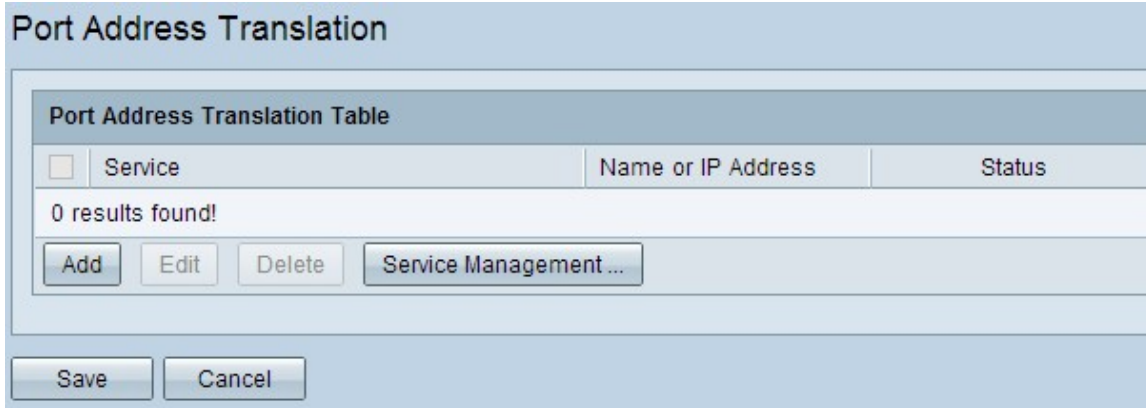 Port Address Translation
Port Address Translation Table
Service Name or IP Address Status
0 results found!
Add Edit Delete Service Management ...
Save Cancel